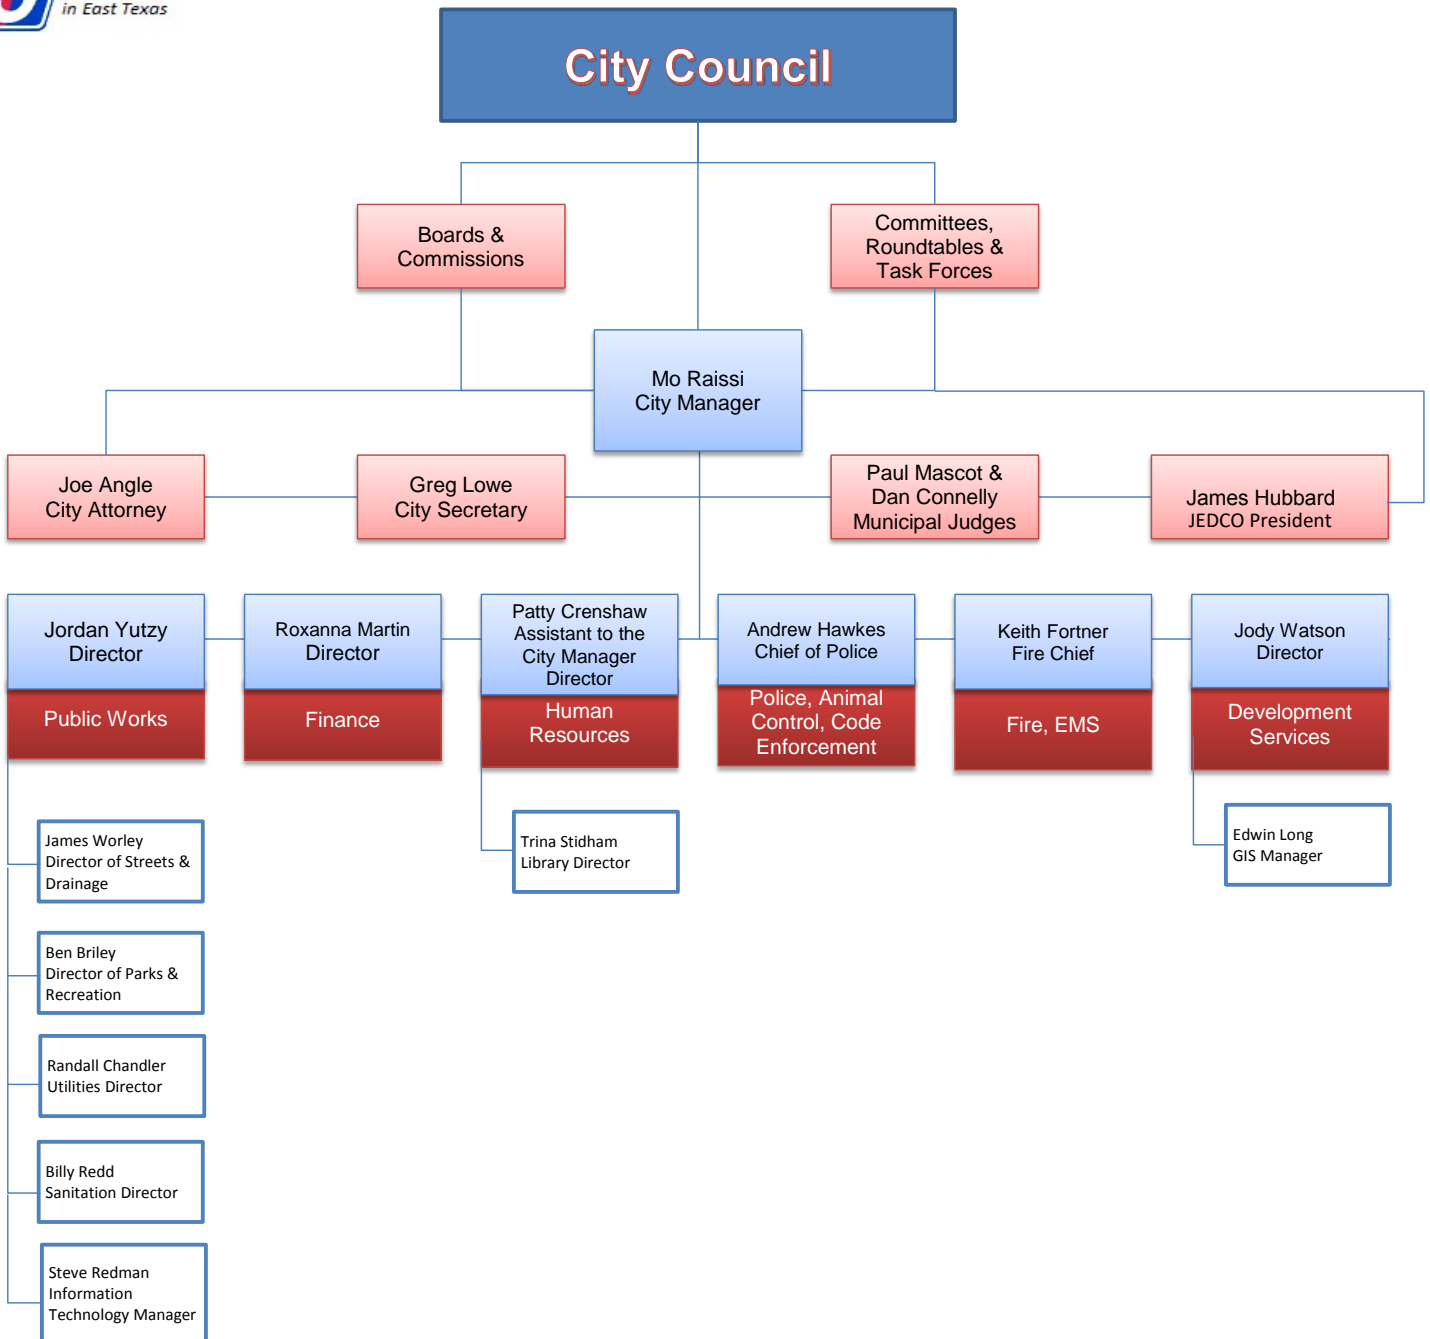 in East Texas
City Council
Boards &
Commissions
Committees,
Roundtables &
Task Forces
Mo Raissi
City Manager
Joe Angle
City Attorney
Greg Lowe
City Secretary
Paul Mascot &
Dan Connelly
Municipal Judges
James Hubbard
JEDCO President
Jordan Yutzy
Director
Public Works
Roxanna Martin
Director
Finance
Patty Crenshaw
Assistant to the
City Manager
Director
Human
Resources
Andrew Hawkes
Chief of Police
Police, Animal
Control, Code
Enforcement
Keith Fortner
Fire Chief
Fire, EMS
Jody Watson
Director
Development
Services
James Worley
Director of Streets &
Drainage
Ben Briley
Director of Parks &
Recreation
Randall Chandler
Utilities Director
Billy Redd
Sanitation Director
Steve Redman
Information
Technology Manager
Trina Stidham
Library Director
Edwin Long
GIS Manager